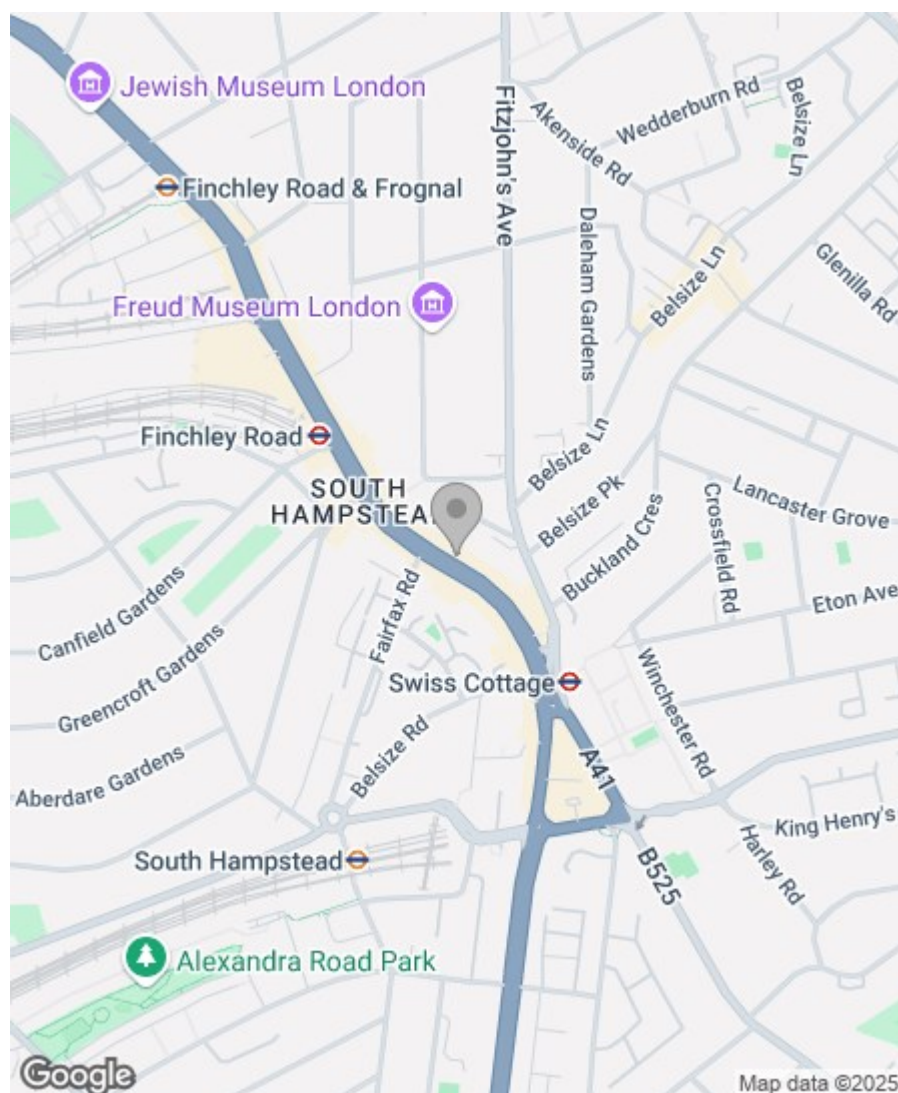 Jewish Museum London
Wedderburn Rd
Belsize Ln
Fitzjohn's Ave
Akenside Rd
Finchley Road & Frognal
Daleham Gardens
Belsize Ln
Glenilla Rd
Freud Museum London
Finchley Road
Belsize Ln
SOUTH
HAMPSTEA
Belsize Pk
Lancaster Grove
Crossfield Rd
Buckland Cres
Canfield Gardens
Fairfax Rd
Eton Ave
Greencroft Gardens
Swiss Cottage
Winchester Rd
Belsize Rd
Aberdare Gardens
A41
King Henry's
South Hampstead
Harley Rd
B525
Alexandra Road Park
Google
Map data ©2025